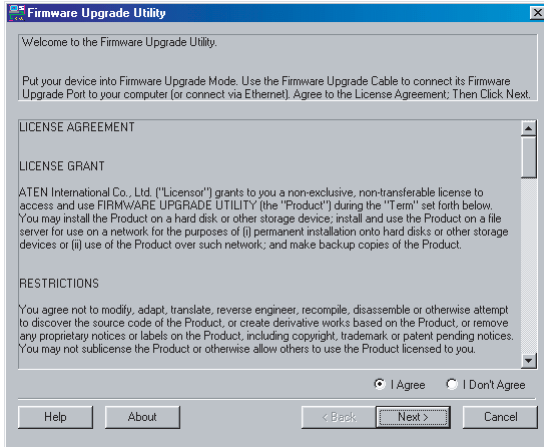 Firmware Upgrade Utility
Welcome to the Firmware Upgrade Utility.
Put your device into Firmware Upgrade Mode. Use the Firmware Upgrade Cable to connect its Firmware
Upgrade Port to your computer (or connect via Ethernet). Agree to the License Agreement; Then Click Next.
LICENSE AGREEMENT
LICENSE GRANT
ATEN International Co., Ltd. ("Licensor") grants to you a non-exclusive, non-transferable license to
access and use FIRMWARE UPGRADE UTILITY (the "Product") during the "Term" set forth below.
You may install the Product on a hard disk or other storage device; install and use the Product on a file
server for use on a network for the purposes of (i) permanent installation onto hard disks or other storage
devices or (ii) use of the Product over such network; and make backup copies of the Product.
RESTRICTIONS
You agree not to modify, adapt, translate, reverse engineer, recompile, disassemble or otherwise attempt
to discover the source code of the Product, or create derivative works based on the Product, or remove
any proprietary notices or labels on the Product, including copyright, trademark or patent pending notices.
You may not sublicense the Product or otherwise allow others to use the Product licensed to you.
I Agree I Don't Agree
Help About < Back Next > Cancel